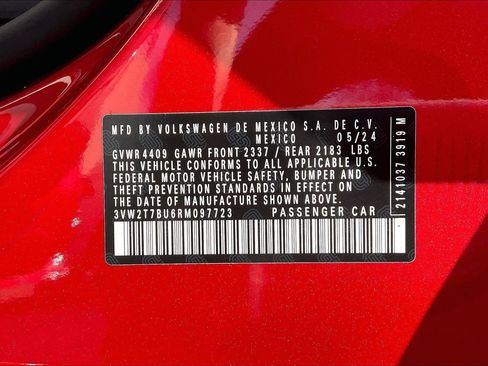 MFD BY VOLKSWAGEN DE MEXICO S.A. DE C.V.
MEXICO 05/24
GVWR 4409 GAWR FRONT 2337 / REAR 2183 LBS
THIS VEHICLE CONFORMS TO ALL APPLICABLE U.S.
FEDERAL MOTOR VEHICLE SAFETY, BUMPER AND
THEFT PREVENTION STANDARDS IN EFFECT ON THE
DATE OF MANUFACTURE SHOWN ABOVE.
3VW2T7BU6RM097723 PASSENGER CAR
2141037 3919 M